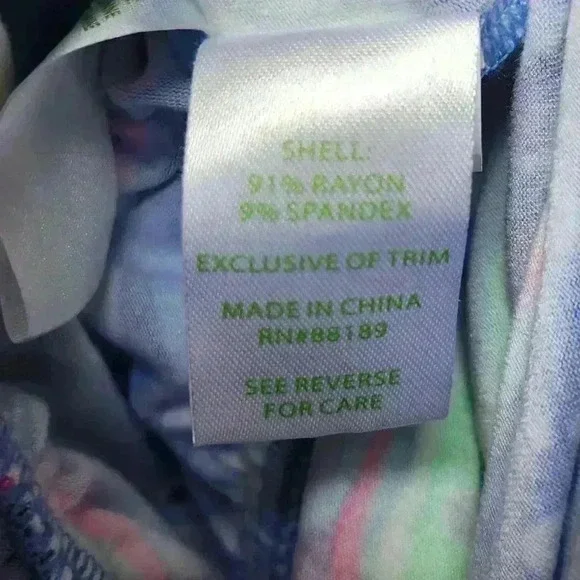 SHELL:
91% RAYON
9% SPANDEX
EXCLUSIVE OF TRIM
MADE IN CHINA
RN#88189
SEE REVERSE
FOR CARE